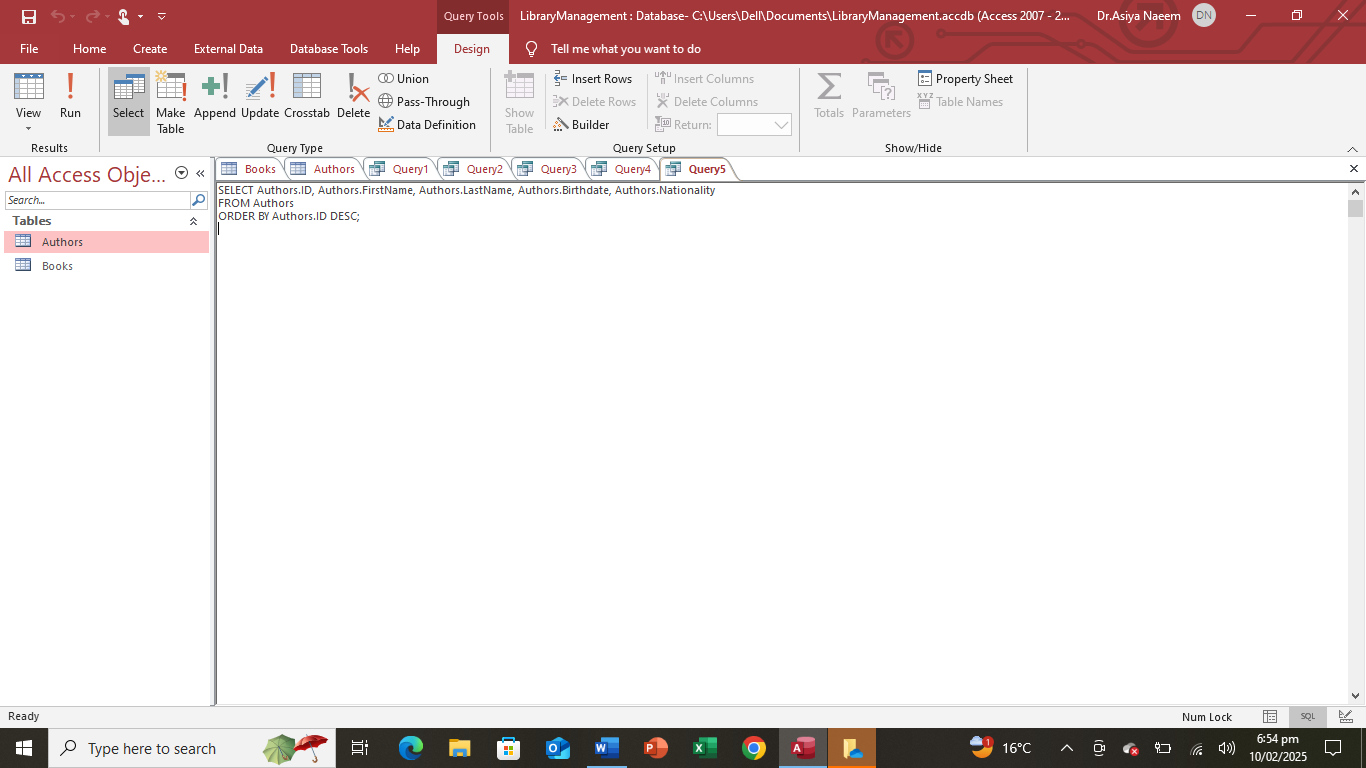 Query Tools
LibraryManagement : Database- C:\Users\Dell\Documents\LibraryManagement.accdb (Access 2007 - 2...
Dr.Asiya Naeem
DN
File Home Create External Data Database Tools Help Design Tell me what you want to do
View
Run
Results
Select
Make Table
Append
Update
Crosstab
Delete
Union
Pass-Through
Data Definition
Query Type
Show Table
Insert Rows
Delete Rows
Builder
Insert Columns
Delete Columns
Return:
Query Setup
Totals
Parameters
Property Sheet
XYZ Table Names
Show/Hide
All Access Obje...
Search...
Tables
Authors
Books
Books Authors Query1 Query2 Query3 Query4 Query5
SELECT Authors.ID, Authors.FirstName, Authors.LastName, Authors.Birthdate, Authors.Nationality
FROM Authors
ORDER BY Authors.ID DESC;
Ready
Num Lock
SQL
Type here to search
W
P
X
A
1
16°C
6:54 pm
10/02/2025